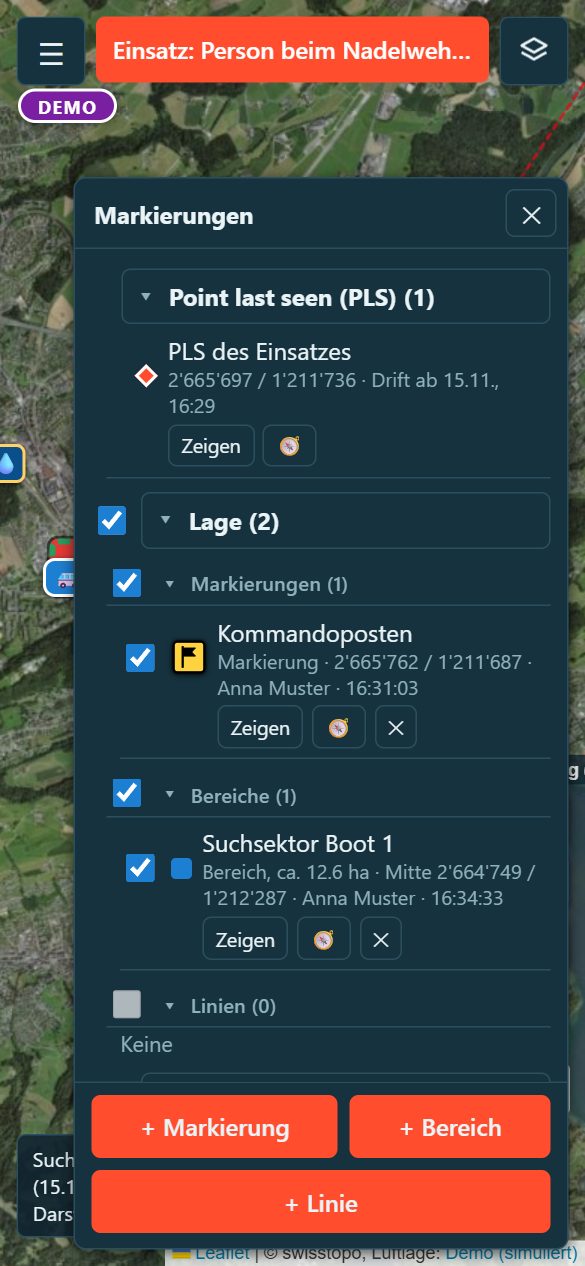 ☰
Einsatz: Person beim Nadelweh...
DEMO
Markierungen
Point last seen (PLS) (1)
PLS des Einsatzes
2'665'697 / 1'211'736 · Drift ab 15.11.,
16:29
Zeigen
Lage (2)
Markierungen (1)
Kommandoposten
Markierung · 2'665'762 / 1'211'687 ·
Anna Muster · 16:31:03
Zeigen
Bereiche (1)
Suchsektor Boot 1
Bereich, ca. 12.6 ha · Mitte 2'664'749 /
1'212'287 · Anna Muster · 16:34:33
Zeigen
Linien (0)
Keine
+ Markierung
+ Bereich
+ Linie
Such
(15.1
Dars
Leaflet | © swisstopo, Luftlage: Demo (simuliert)